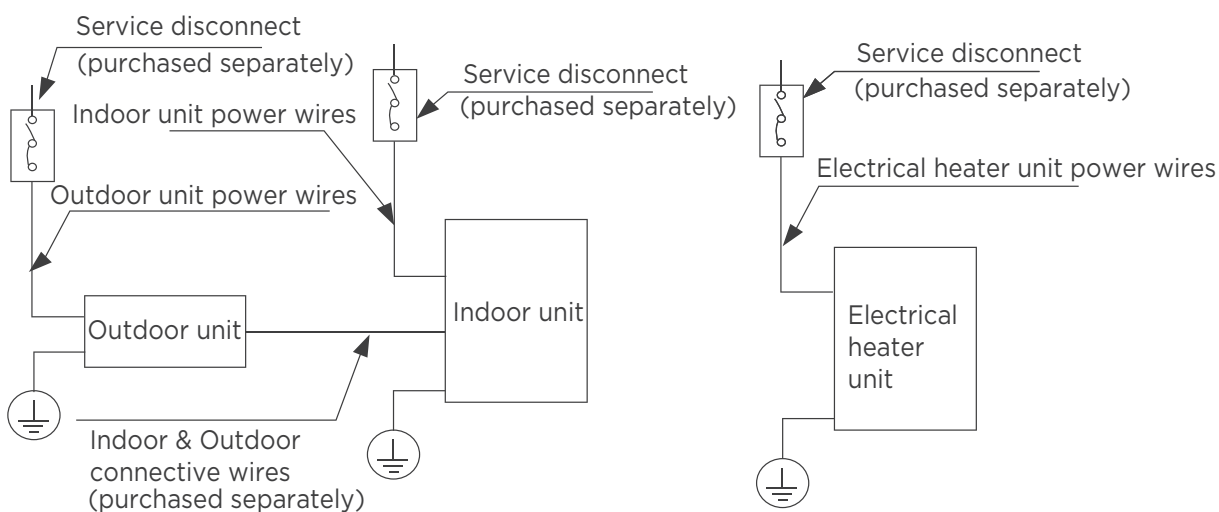 Service disconnect
(purchased separately)
Service disconnect
(purchased separately)
Service disconnect
(purchased separately)
Indoor unit power wires
Electrical heater unit power wires
Outdoor unit power wires
Outdoor unit
Indoor unit
Electrical
heater
unit
Indoor & Outdoor
connective wires
(purchased separately)